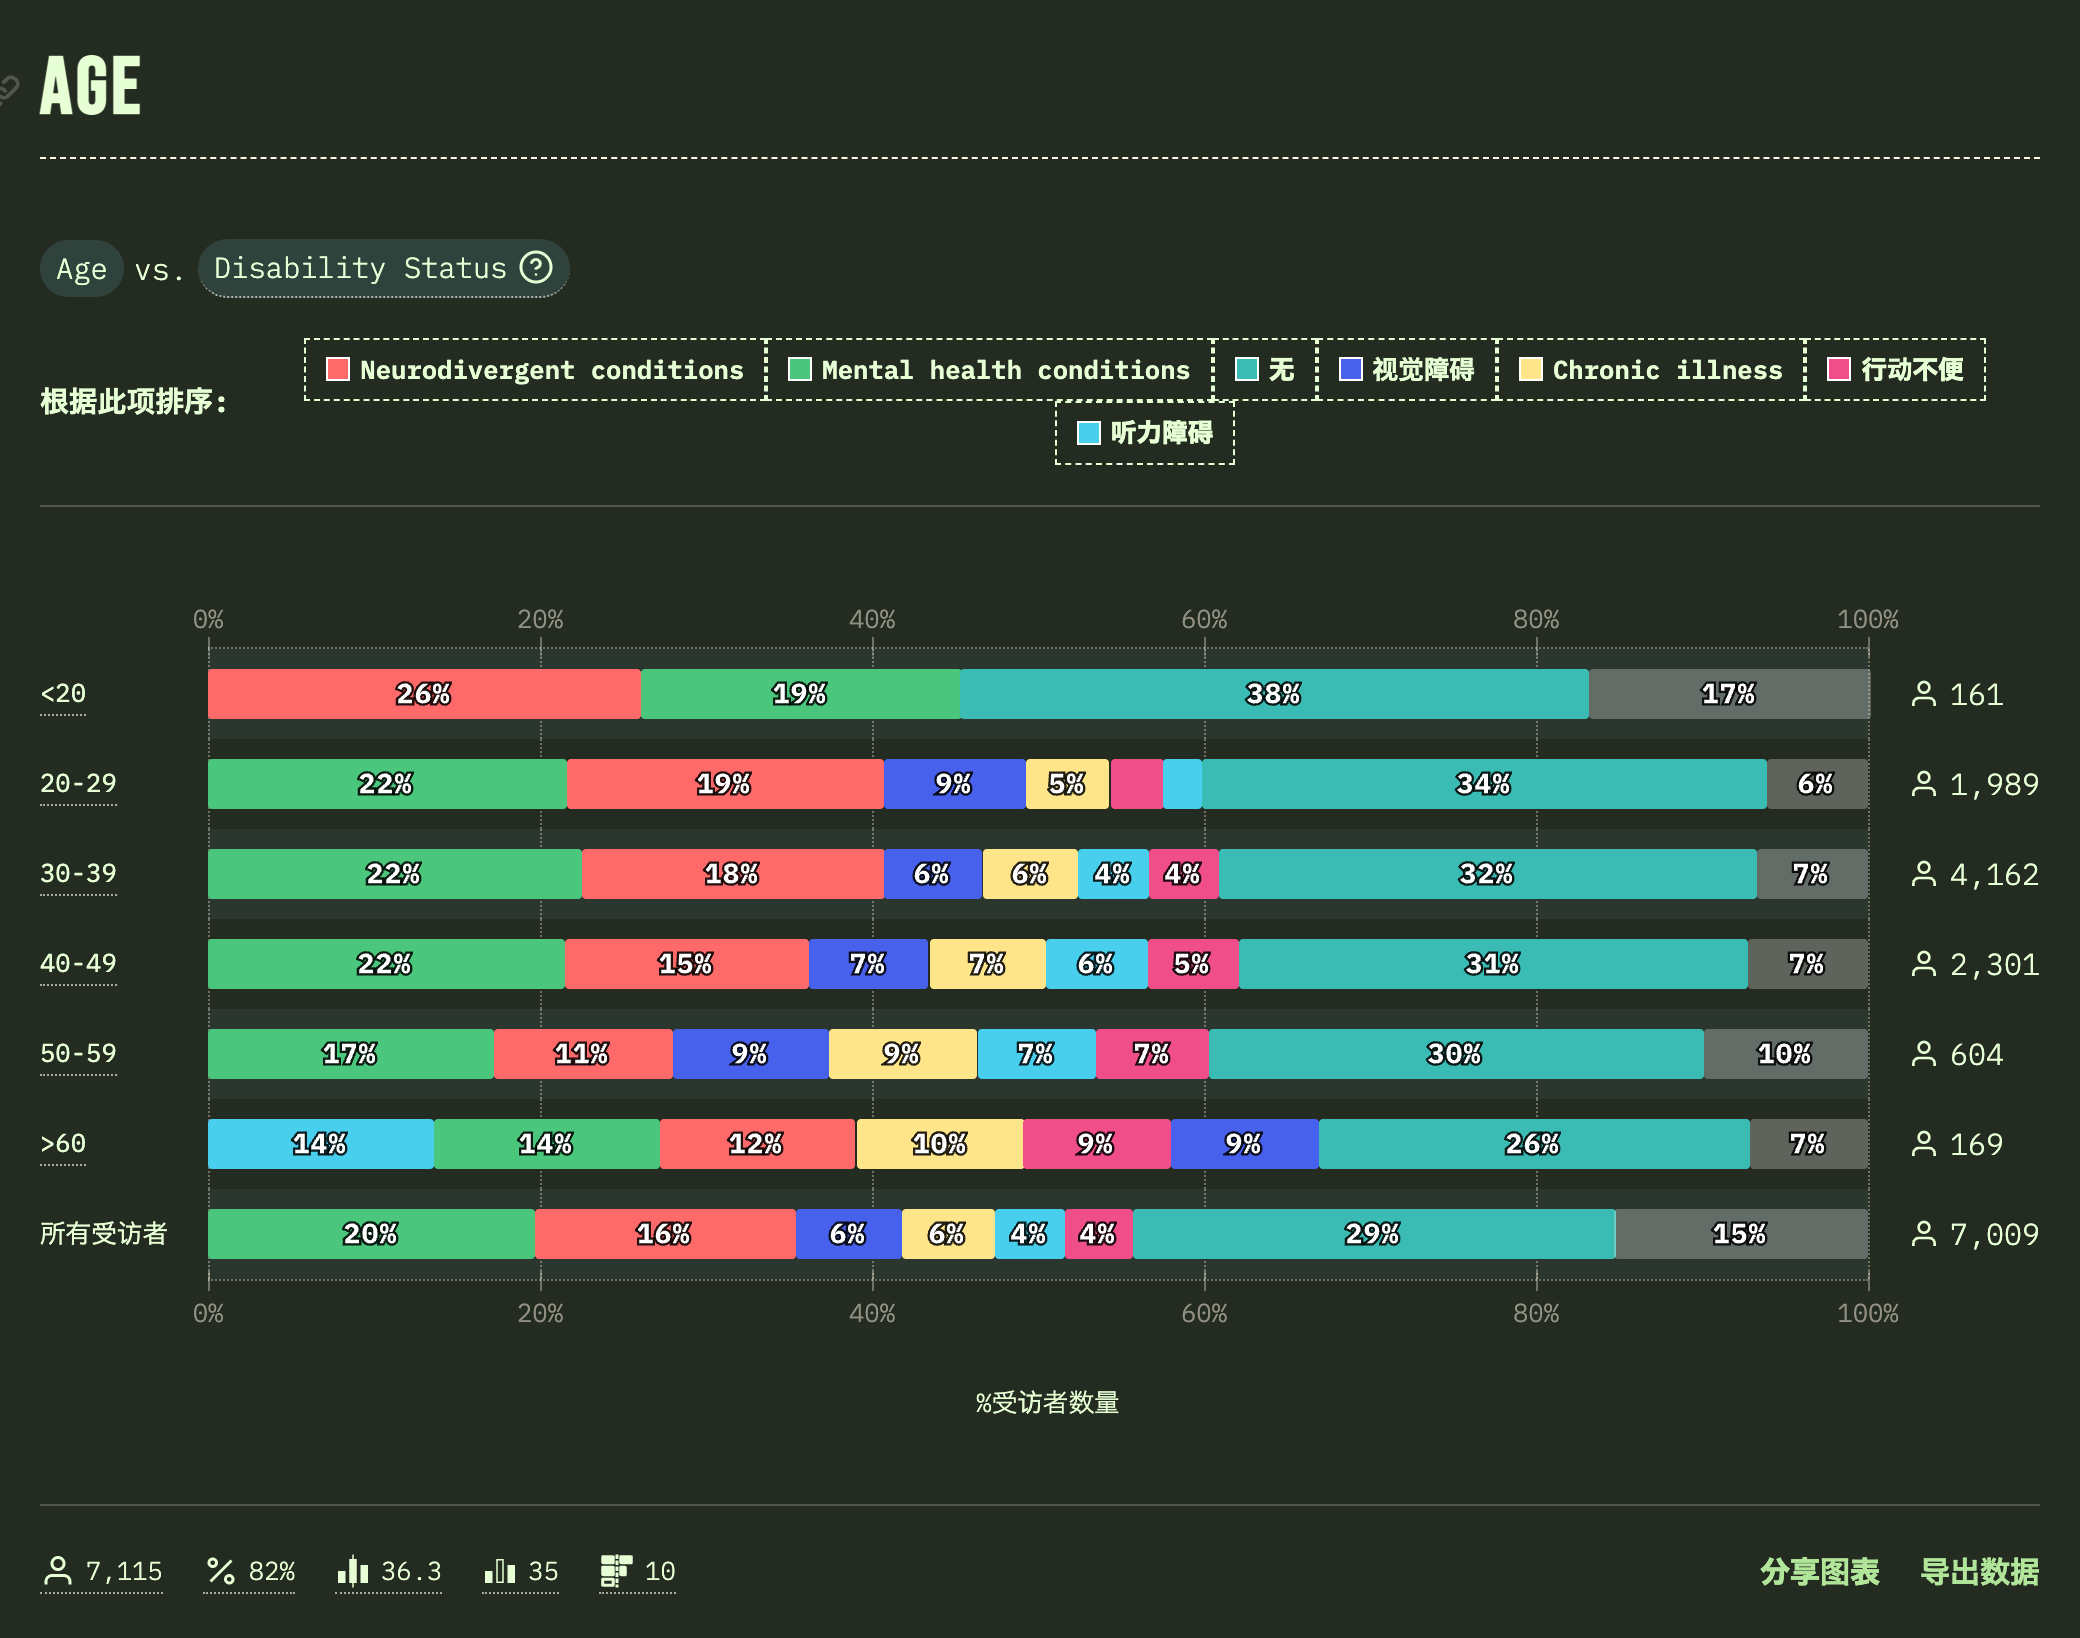 AGE
Age vs. Disability Status
根据此项排序:
Neurodivergent conditions Mental health conditions 无 视觉障碍 Chronic illness 行动不便
听力障碍
0% 20% 40% 60% 80% 100%
<20 26% 19% 38% 17% 161
20-29 22% 19% 9% 5% 34% 6% 1,989
30-39 22% 18% 6% 6% 4% 4% 32% 7% 4,162
40-49 22% 15% 7% 7% 6% 5% 31% 7% 2,301
50-59 17% 11% 9% 9% 7% 7% 30% 10% 604
>60 14% 14% 12% 10% 9% 9% 26% 7% 169
所有受访者 20% 16% 6% 6% 4% 4% 29% 15% 7,009
0% 20% 40% 60% 80% 100%
%受访者数量
7,115 82% 36.3 35 10 分享图表 导出数据